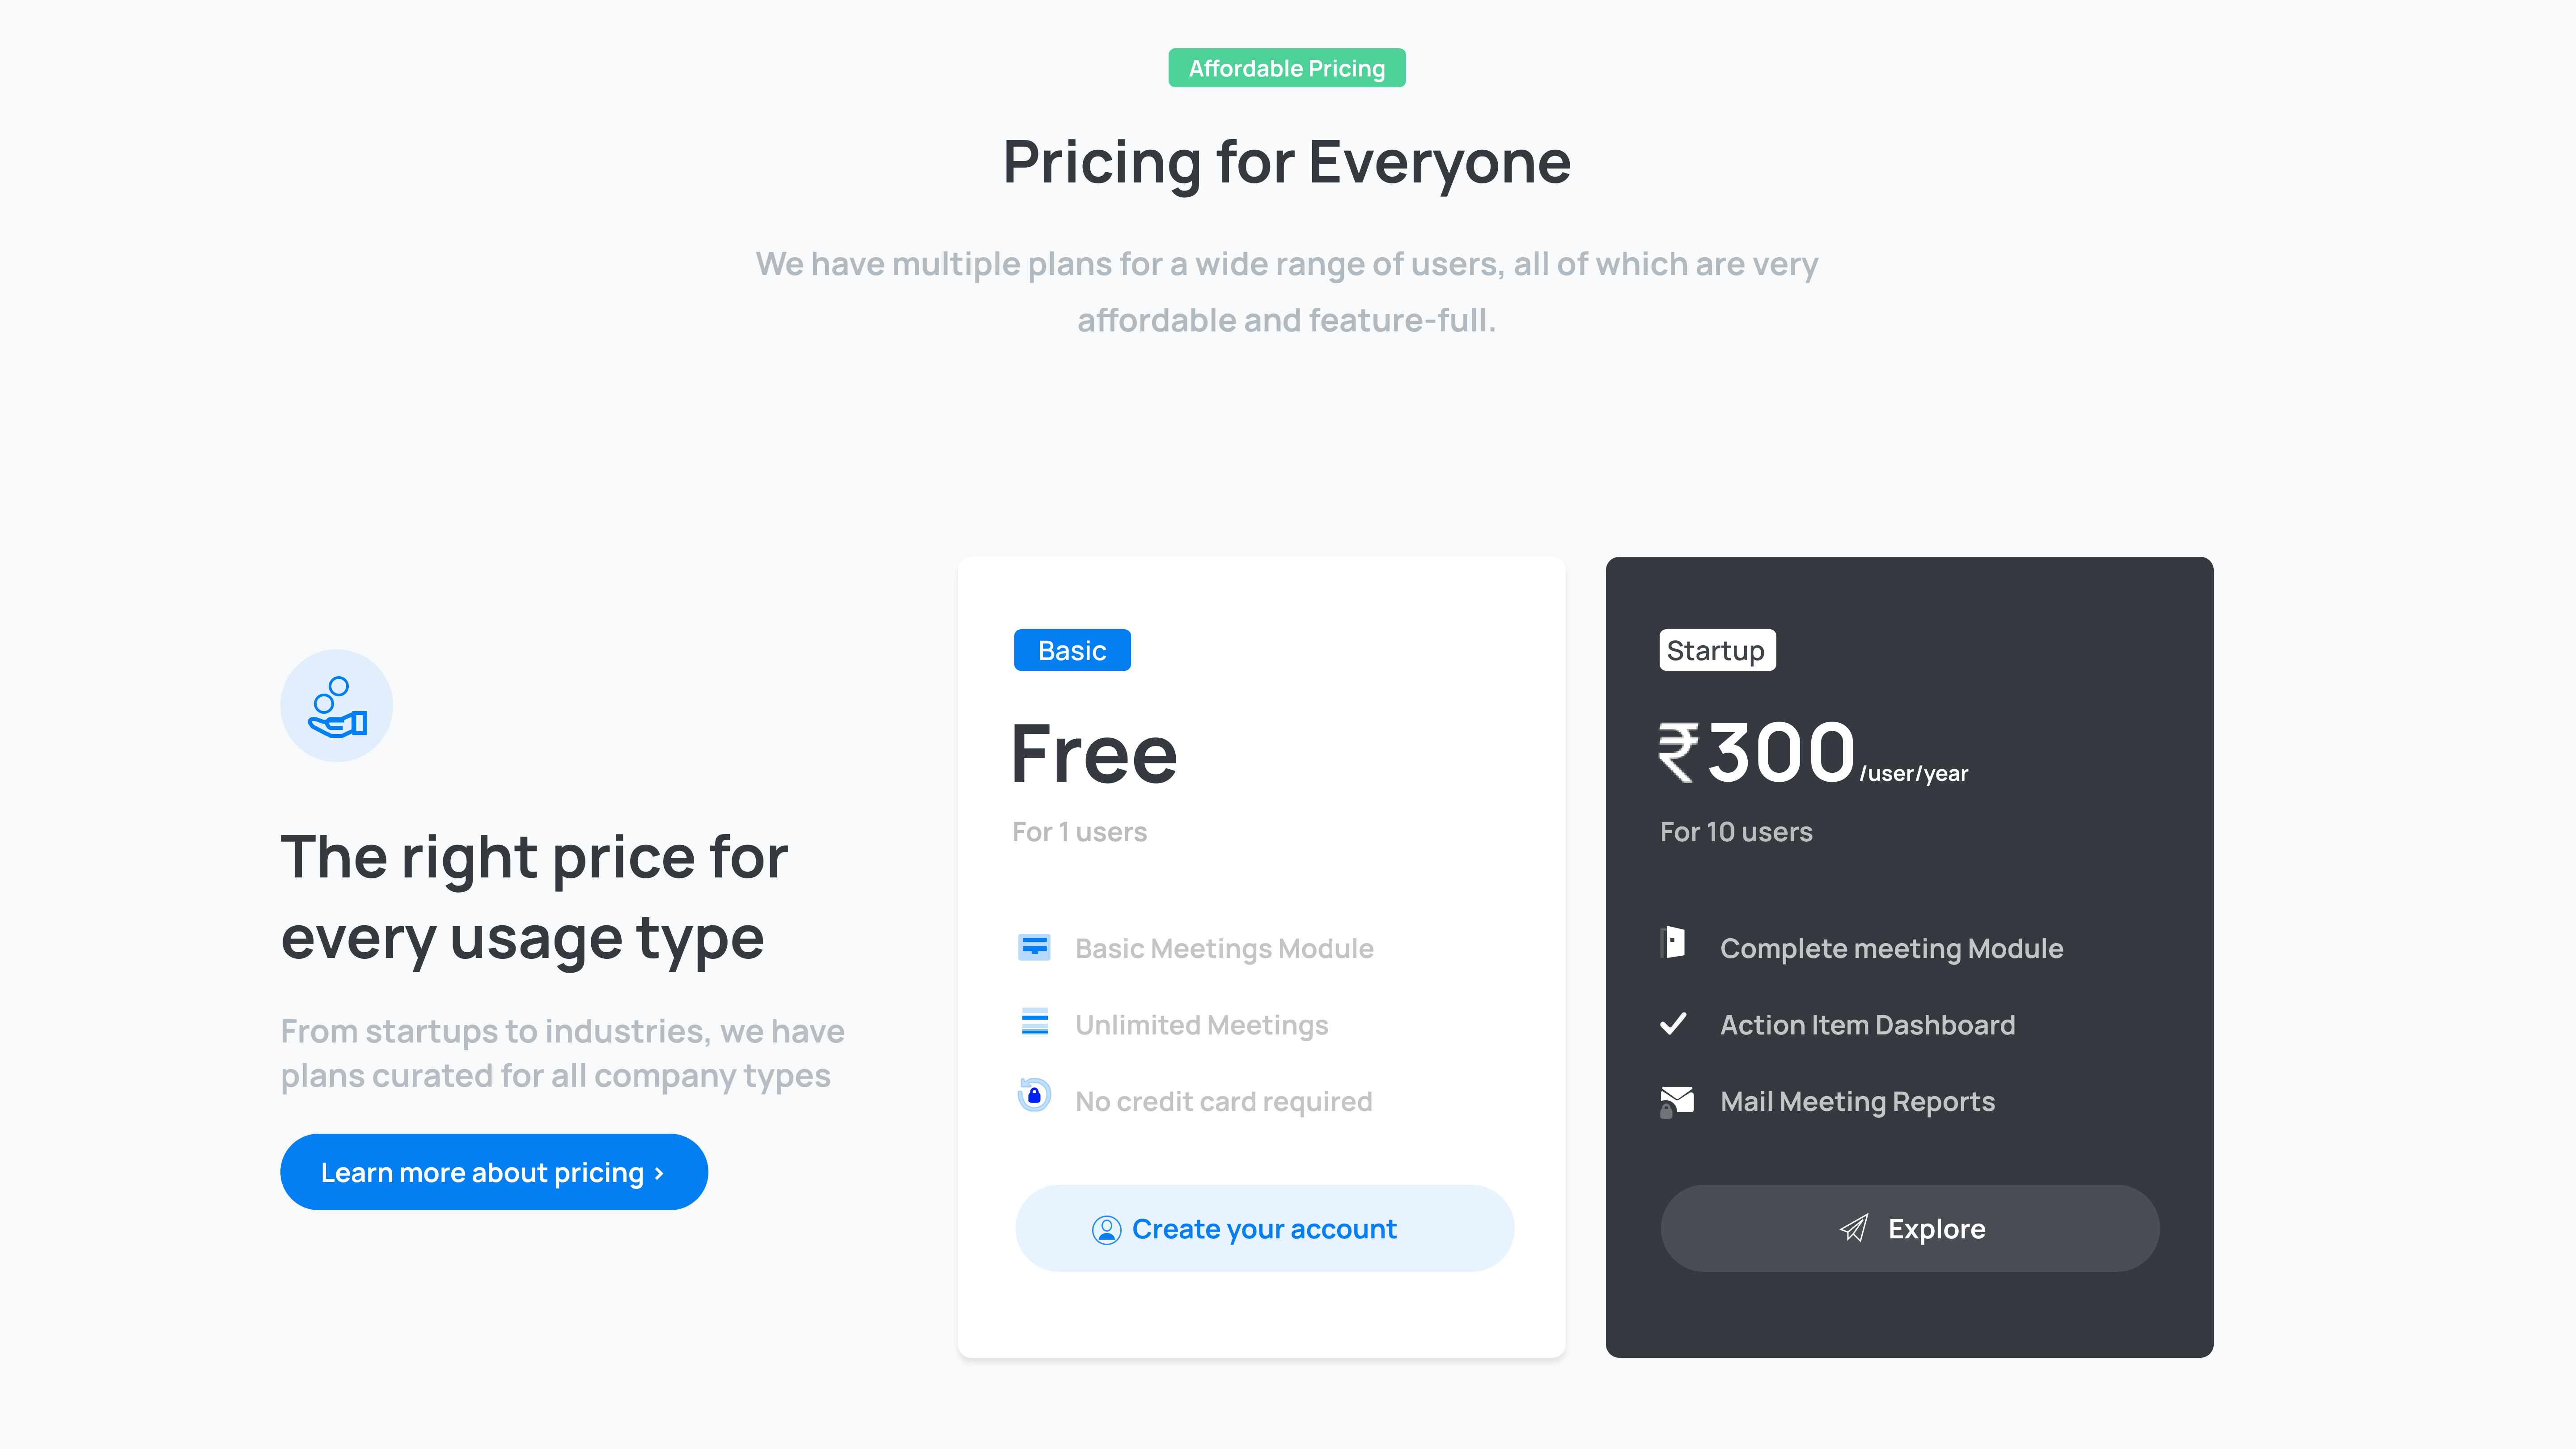 Affordable Pricing
Pricing for Everyone
We have multiple plans for a wide range of users, all of which are very
affordable and feature-full.
The right price for
every usage type
From startups to industries, we have
plans curated for all company types
Learn more about pricing ›
Basic
Free
For 1 users
Basic Meetings Module
Unlimited Meetings
No credit card required
Create your account
Startup
₹300/user/year
For 10 users
Complete meeting Module
Action Item Dashboard
Mail Meeting Reports
Explore